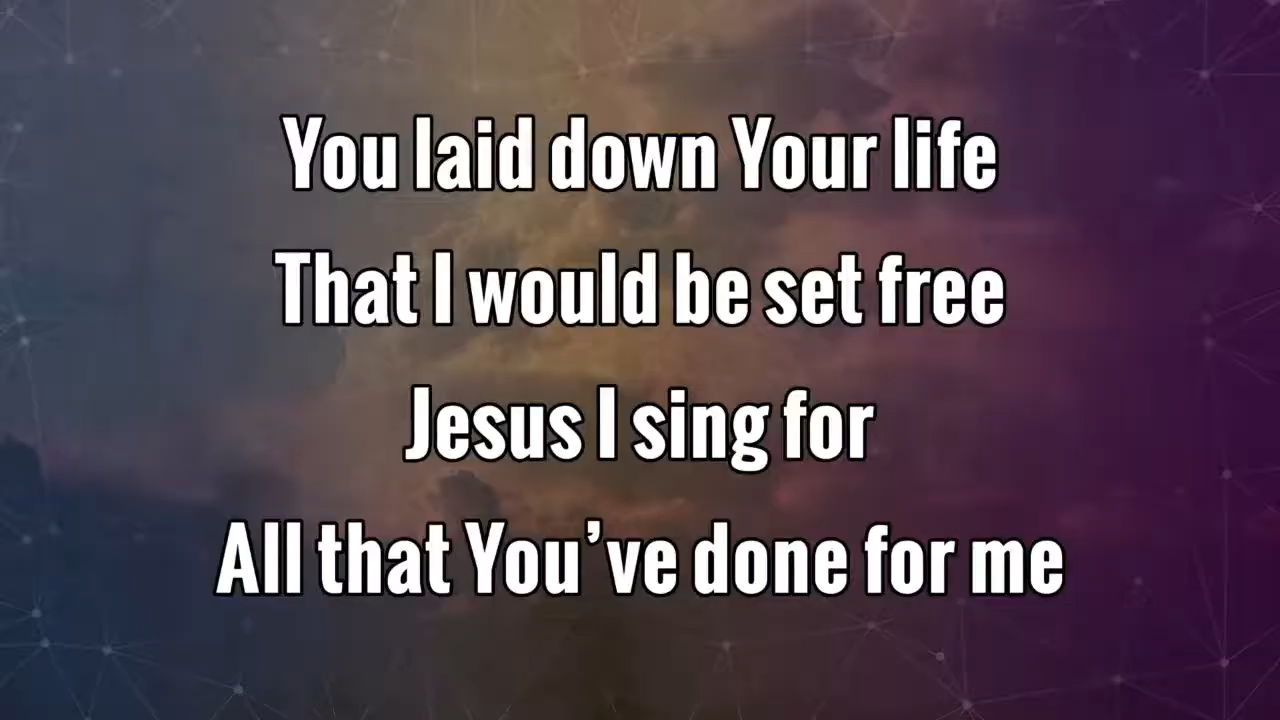 You laid down Your life
That I would be set free
Jesus I sing for
All that You’ve done for me